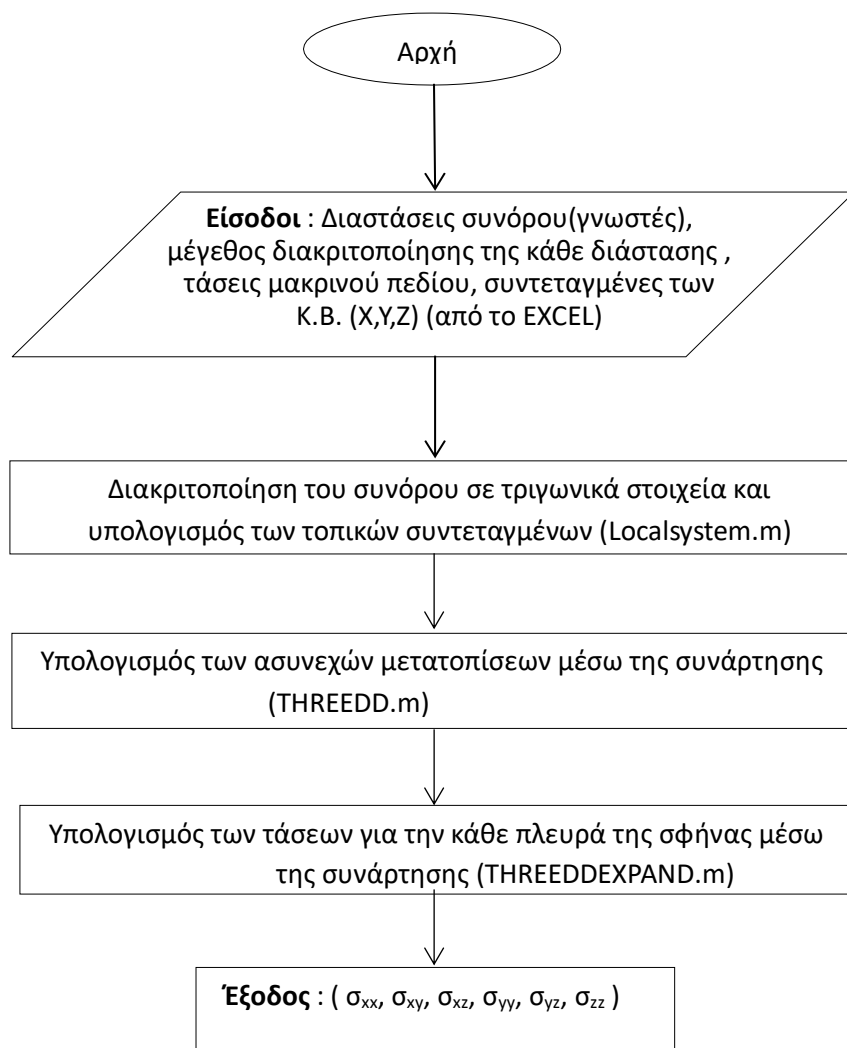 Αρχή
Είσοδοι : Διαστάσεις συνόρου(γνωστές),
μέγεθος διακριτοποίησης της κάθε διάστασης ,
τάσεις μακρινού πεδίου, συντεταγμένες των
Κ.Β. (Χ,Υ,Ζ) (από το EXCEL)
Διακριτοποίηση του συνόρου σε τριγωνικά στοιχεία και
υπολογισμός των τοπικών συντεταγμένων (Localsystem.m)
Υπολογισμός των ασυνεχών μετατοπίσεων μέσω της συνάρτησης
(THREEDD.m)
Υπολογισμός των τάσεων για την κάθε πλευρά της σφήνας μέσω
της συνάρτησης (THREEDDEXPAND.m)
Έξοδος : ( σxx, σxy, σxz, σyy, σyz, σzz )